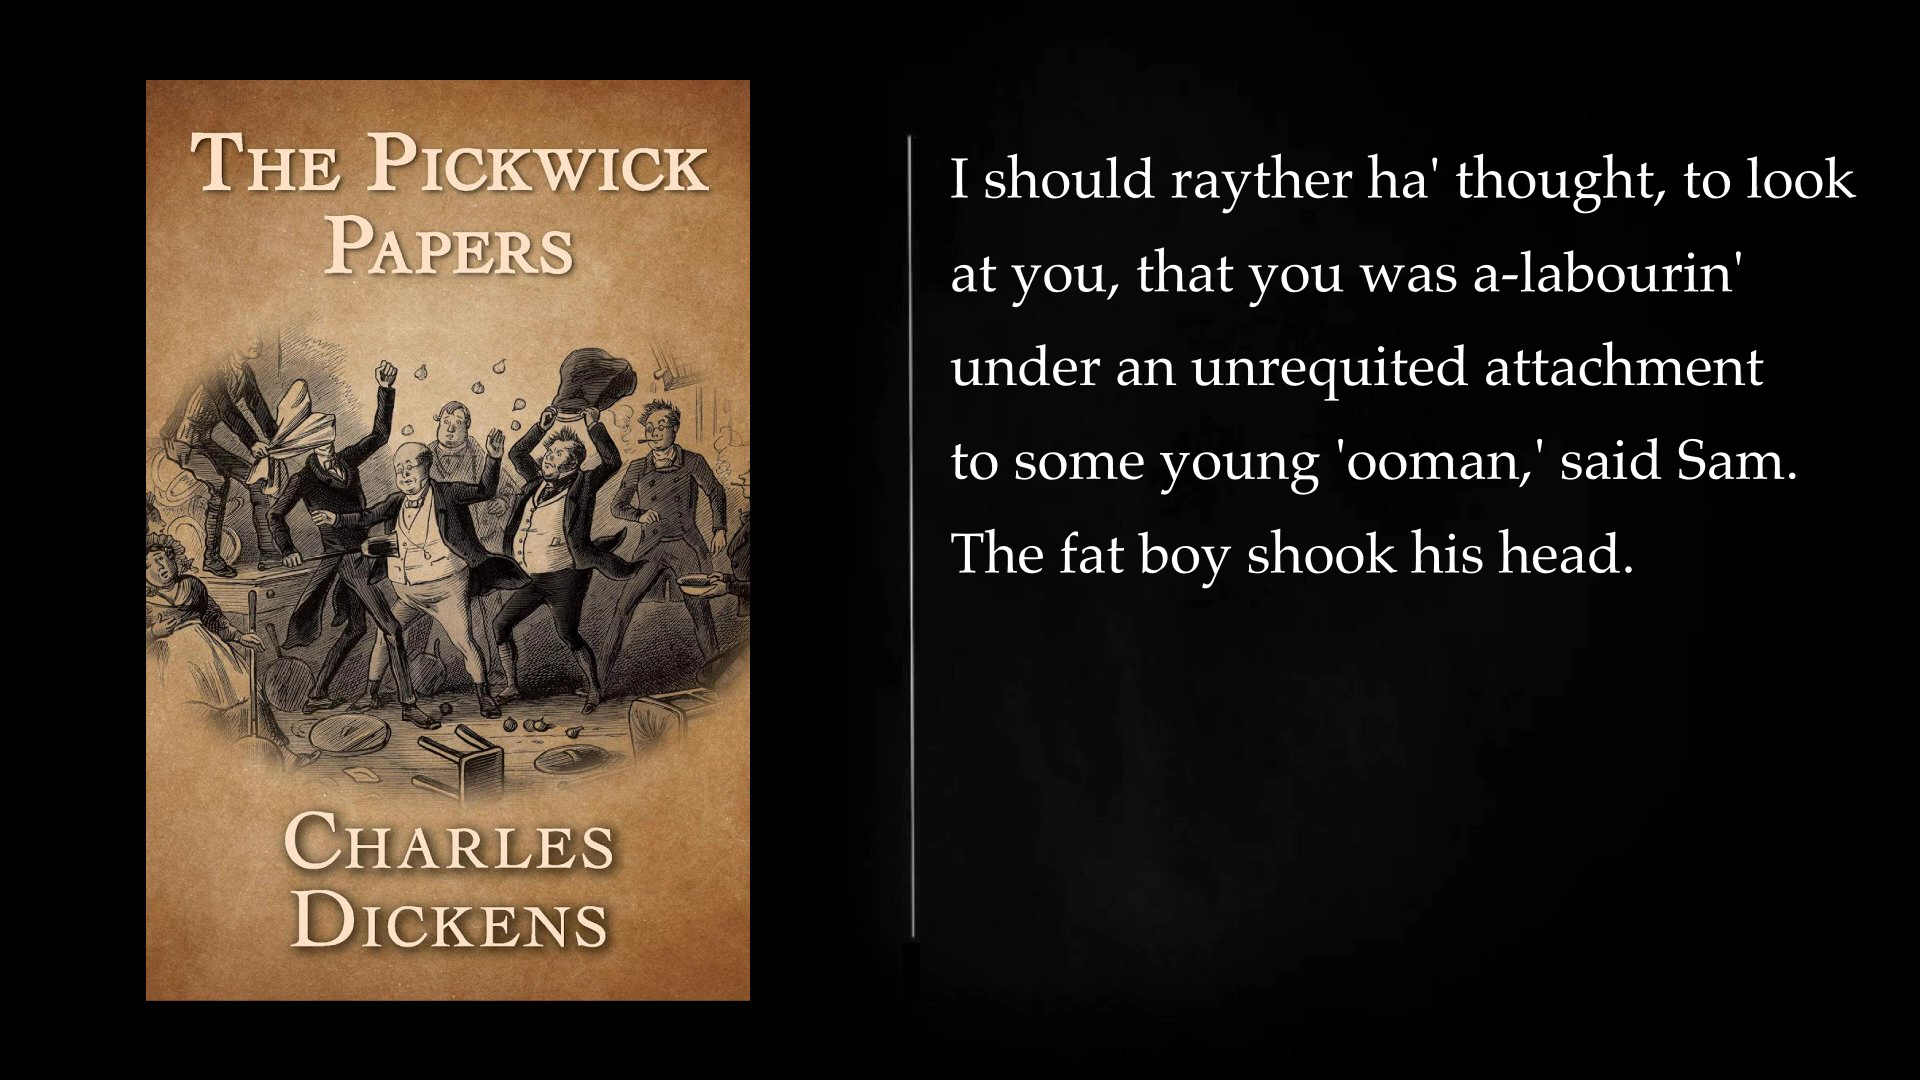 THE PICKWICK
PAPERS
CHARLES
DICKENS
I should rayther ha' thought, to look
at you, that you was a-labourin'
under an unrequited attachment
to some young 'ooman,' said Sam.
The fat boy shook his head.